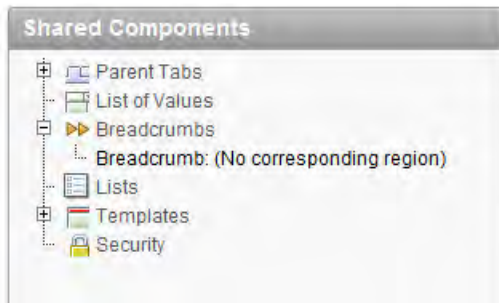 Shared Components
Parent Tabs
List of Values
Breadcrumbs
Breadcrumb: (No corresponding region)
Lists
Templates
Security